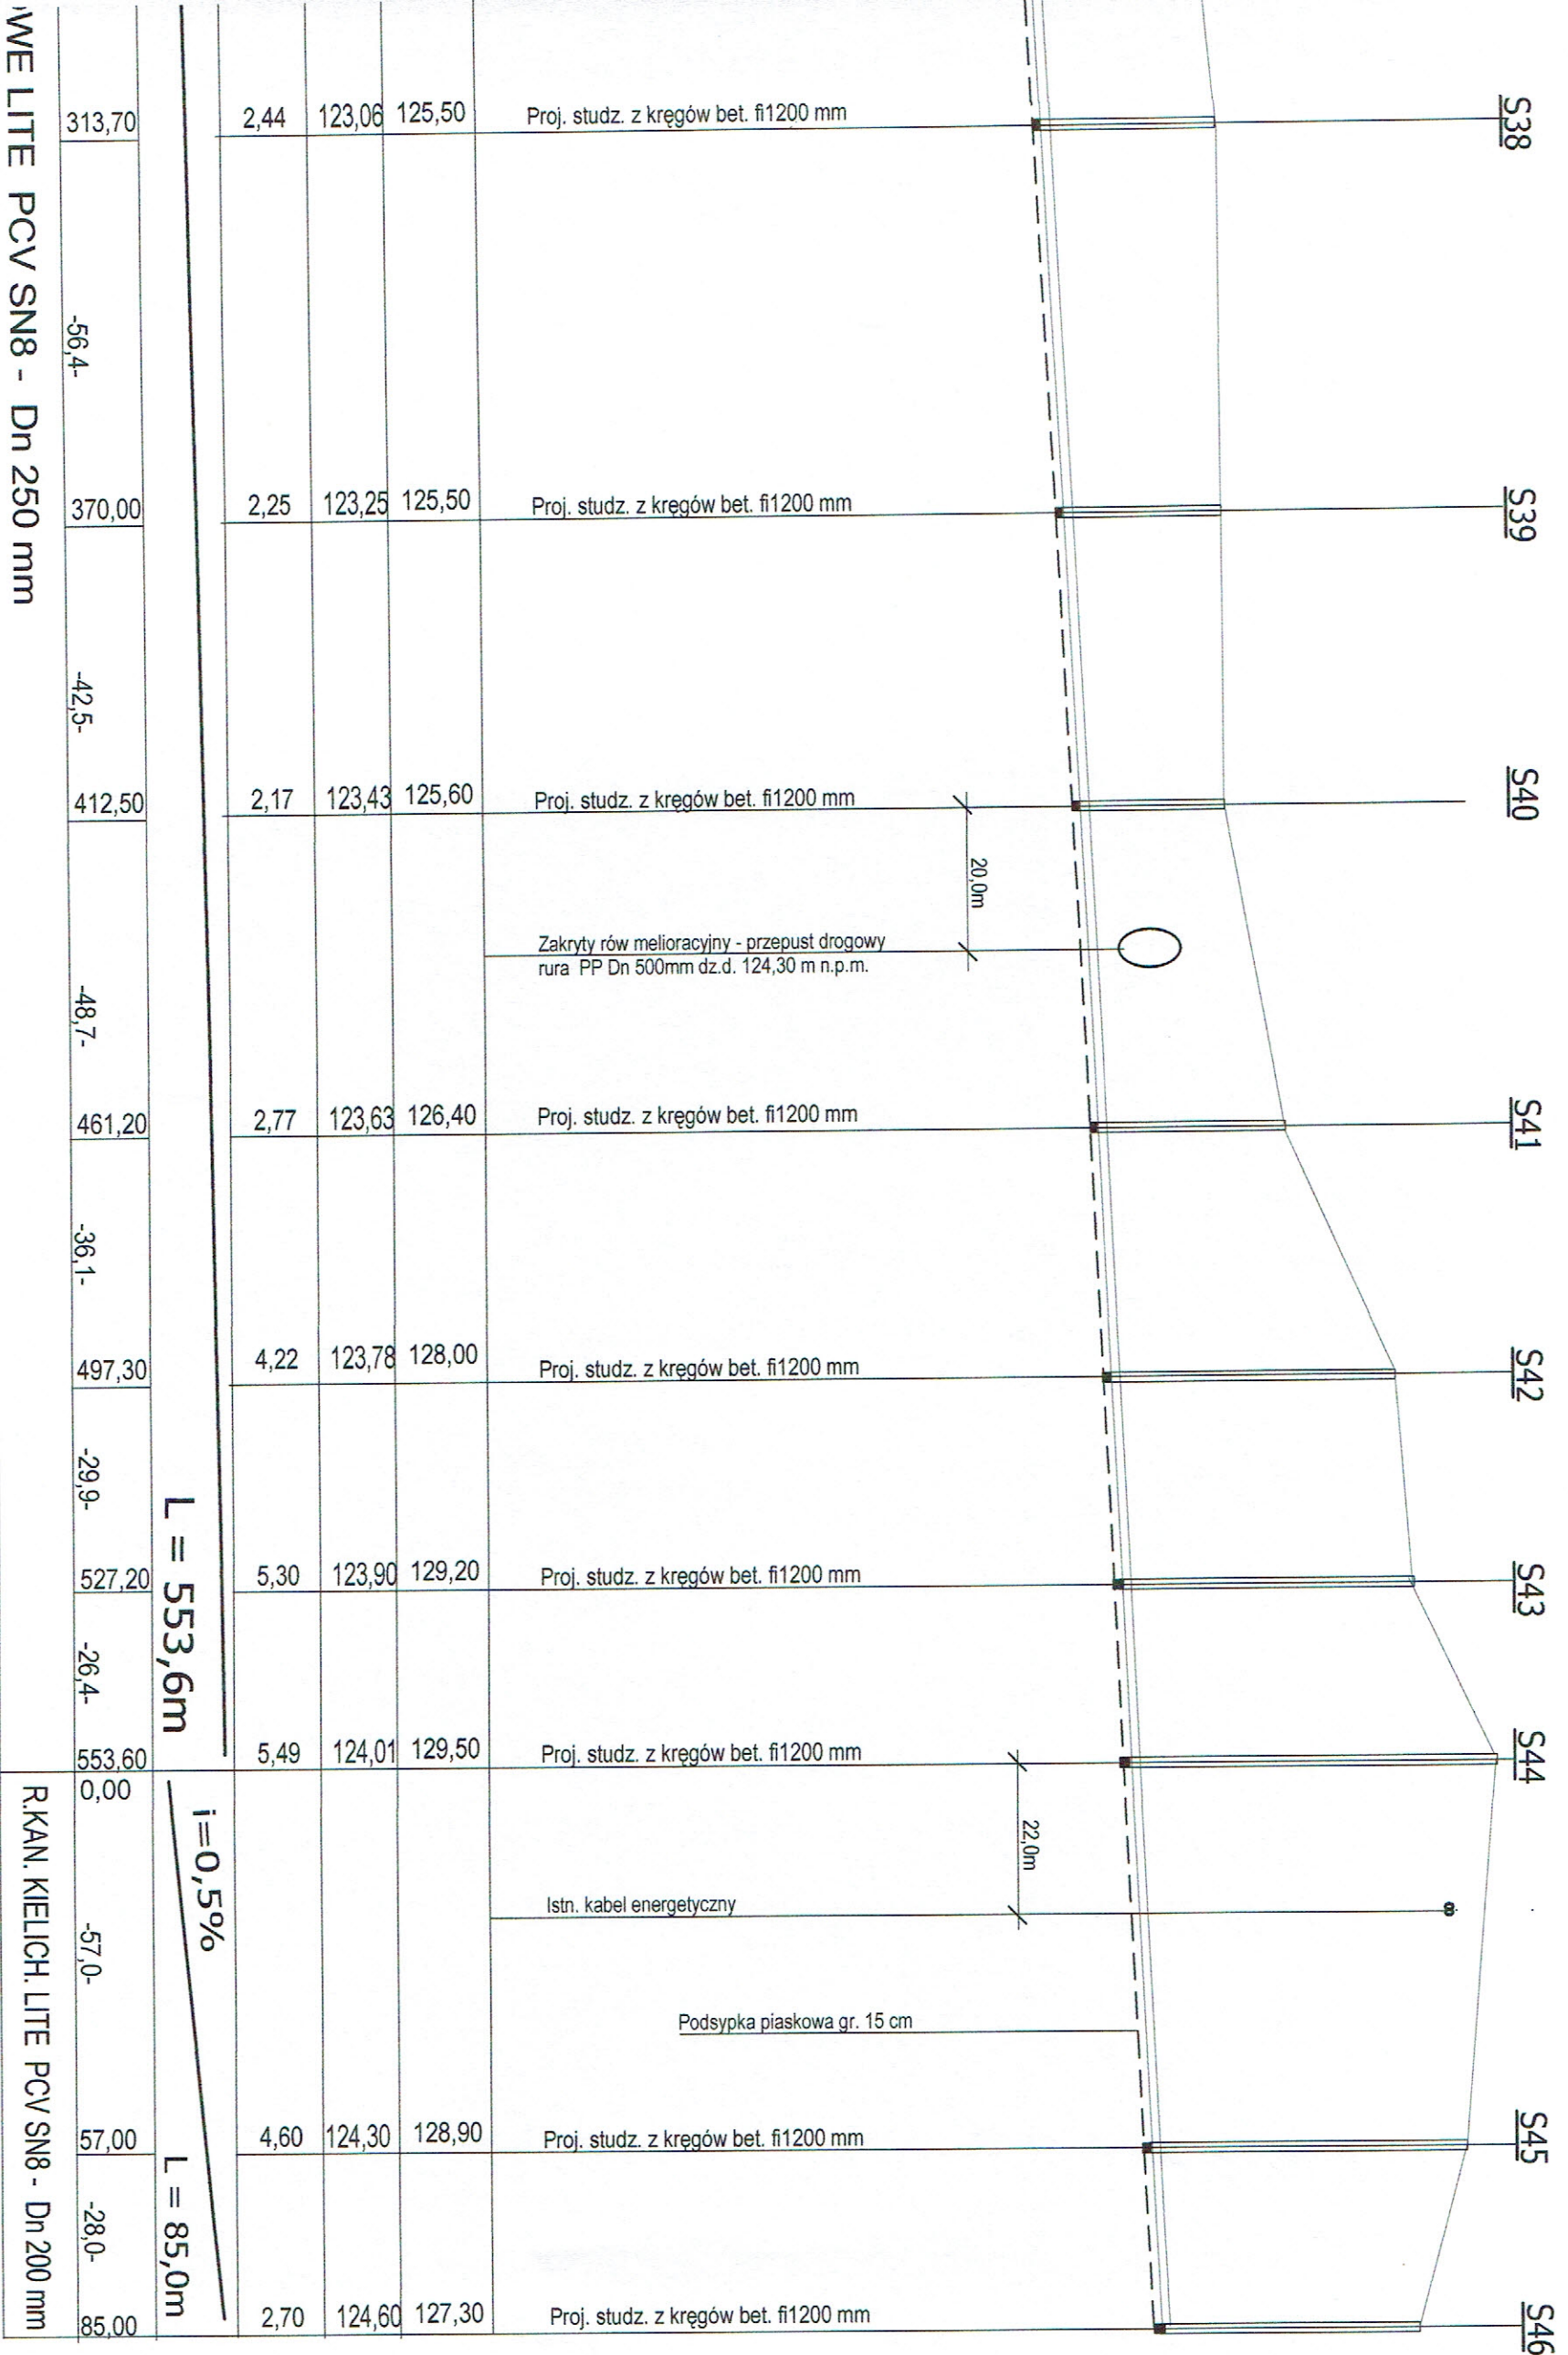 S38
313,70
2,44 123,06 125,50 Proj. studz. z kręgów bet. fi1200 mm
-56,4-
S39
370,00
2,25 123,25 125,50 Proj. studz. z kręgów bet. fi1200 mm
-42,5-
S40
412,50
2,17 123,43 125,60 Proj. studz. z kręgów bet. fi1200 mm
20,0m
Zakryty rów melioracyjny - przepust drogowy
rura PP Dn 500mm dz.d. 124,30 m n.p.m.
-48,7-
S41
461,20
2,77 123,63 126,40 Proj. studz. z kręgów bet. fi1200 mm
-36,1-
S42
497,30
4,22 123,78 128,00 Proj. studz. z kręgów bet. fi1200 mm
-29,9-
S43
527,20
5,30 123,90 129,20 Proj. studz. z kręgów bet. fi1200 mm
-26,4-
L = 553,6m
S44
553,60
5,49 124,01 129,50 Proj. studz. z kręgów bet. fi1200 mm
0,00
22,0m
i=0,5%
Istn. kabel energetyczny
-57,0-
Podsypka piaskowa gr. 15 cm
S45
57,00
4,60 124,30 128,90 Proj. studz. z kręgów bet. fi1200 mm
-28,0-
L = 85,0m
S46
85,00
2,70 124,60 127,30 Proj. studz. z kręgów bet. fi1200 mm
WE LITE PCV SN8 - Dn 250 mm
R.KAN. KIELICH. LITE PCV SN8 - Dn 200 mm